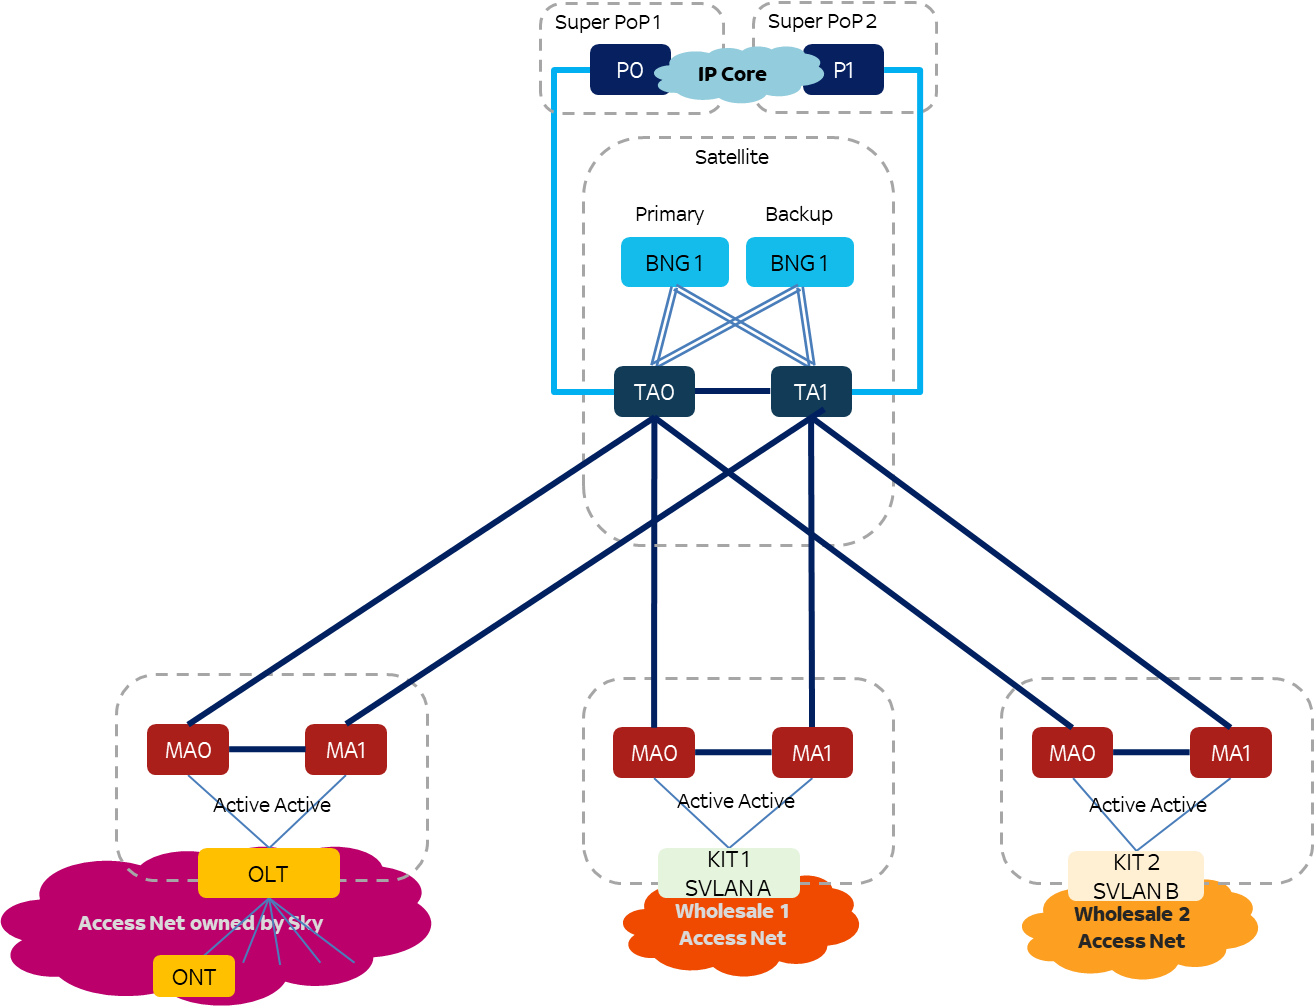 Super PoP 1
Super PoP 2
P0
IP Core
P1
Satellite
Primary
Backup
BNG 1
BNG 1
TA0
TA1
MA0
MA1
MA0
MA1
MA0
MA1
Active Active
Active Active
Active Active
OLT
KIT 1
SVLAN A
KIT 2
SVLAN B
Access Net owned by Sky
Wholesale 1
Access Net
Wholesale 2
Access Net
ONT